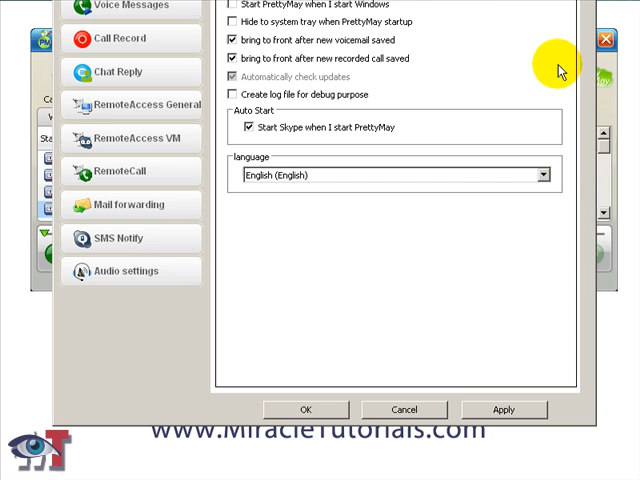 Voice Messages
Start PrettyMay when I start Windows
Hide to system tray when PrettyMay startup
Call Record
bring to front after new voicemail saved
bring to front after new recorded call saved
Chat Reply
Automatically check updates
Create log file for debug purpose
RemoteAccess General
Auto Start
Start Skype when I start PrettyMay
RemoteAccess VM
language
RemoteCall
English (English)
Mail forwarding
SMS Notify
Audio settings
OK
Cancel
Apply
www.MiracleTutorials.com